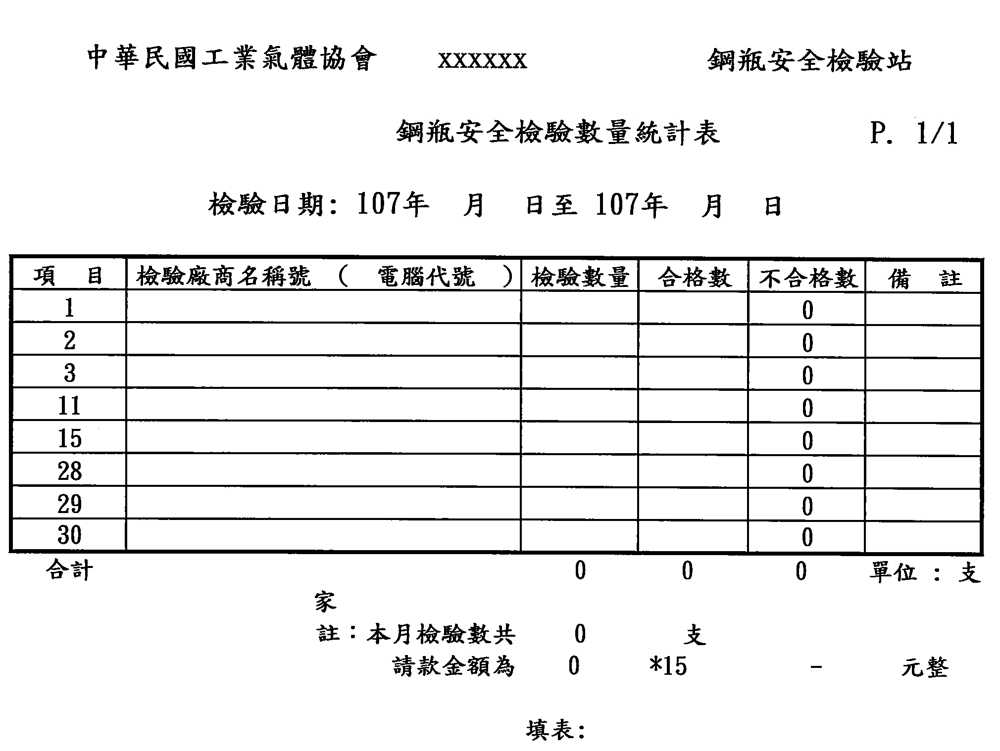 中華民國工業氣體協會 xxxxxx 鋼瓶安全檢驗站
鋼瓶安全檢驗數量統計表 P. 1/1
檢驗日期: 107年 月 日至 107年 月 日
項 目 檢驗廠商名稱號 ( 電腦代號 ) 檢驗數量 合格數 不合格數 備 註
1 0
2 0
3 0
11 0
15 0
28 0
29 0
30 0
合計 0 0 0 單位 : 支
家
註：本月檢驗數共 0 支
請款金額為 0 *15 - 元整
填表: